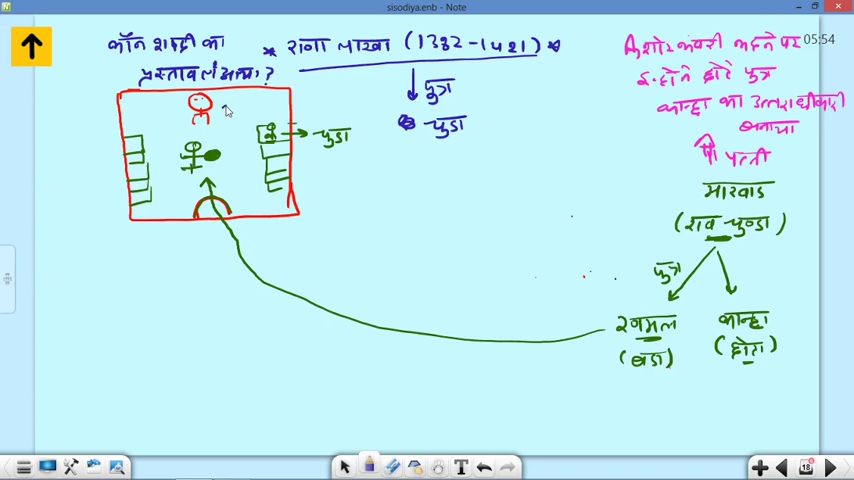 sisodiya.enb - Note
05:54
कौन शादी का
प्रस्ताव लें आया ?
* राणा लाखा (1382-1421) *
पुत्र
चुडा
चुडा
किशोर कंवरी कहने पर
इन्होने छोटे पुत्र
कान्हा का उत्तराधीकारी
बनाया
पत्नी
मारवाड
(राव चुण्डा)
पुत्र
रणमल
(बडा)
कान्हा
(छोटा)
18